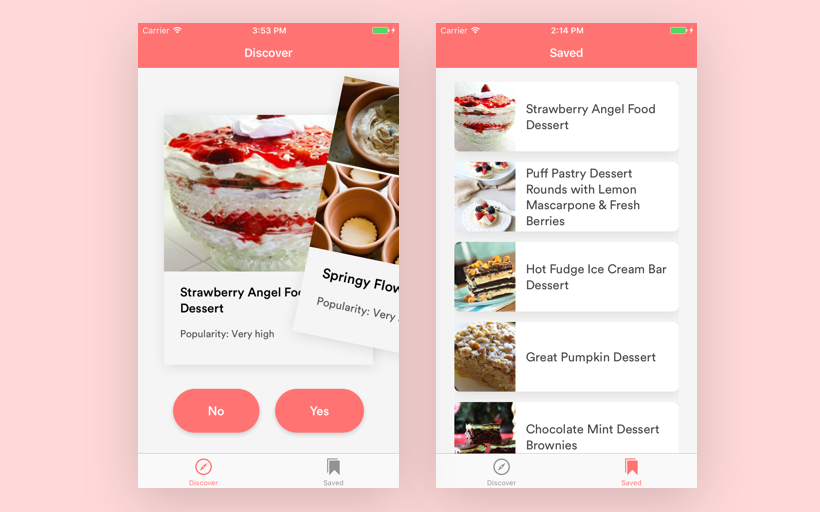 Carrier
3:53 PM
Discover
Strawberry Angel Foo
Dessert
Popularity: Very high
Springy Flow
Popularity: Very
No
Yes
Discover
Saved
Carrier
2:14 PM
Saved
Strawberry Angel Food
Dessert
Puff Pastry Dessert
Rounds with Lemon
Mascarpone & Fresh
Berries
Hot Fudge Ice Cream Bar
Dessert
Great Pumpkin Dessert
Chocolate Mint Dessert
Brownies
Discover
Saved